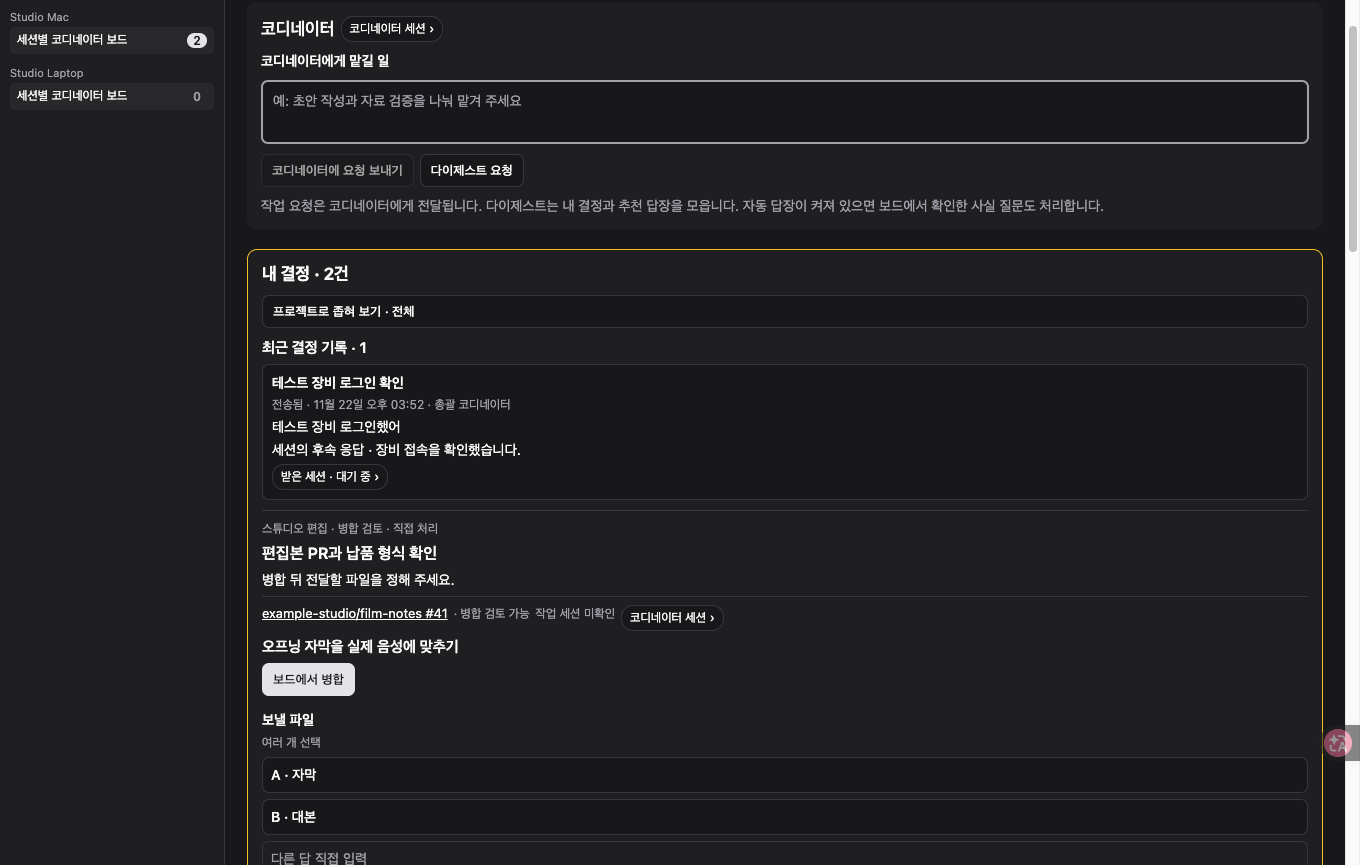 Studio Mac
세션별 코디네이터 보드 2
Studio Laptop
세션별 코디네이터 보드 0
코디네이터 코디네이터 세션 ›
코디네이터에게 맡길 일
예: 초안 작성과 자료 검증을 나눠 맡겨 주세요
코디네이터에 요청 보내기 다이제스트 요청
작업 요청은 코디네이터에게 전달됩니다. 다이제스트는 내 결정과 추천 답장을 모읍니다. 자동 답장이 켜져 있으면 보드에서 확인한 사실 질문도 처리합니다.
내 결정 · 2건
프로젝트로 좁혀 보기 · 전체
최근 결정 기록 · 1
테스트 장비 로그인 확인
전송됨 · 11월 22일 오후 03:52 · 총괄 코디네이터
테스트 장비 로그인했어
세션의 후속 응답 · 장비 접속을 확인했습니다.
받은 세션 · 대기 중 ›
스튜디오 편집 · 병합 검토 · 직접 처리
편집본 PR과 납품 형식 확인
병합 뒤 전달할 파일을 정해 주세요.
example-studio/film-notes #41 · 병합 검토 가능 작업 세션 미확인 코디네이터 세션 ›
오프닝 자막을 실제 음성에 맞추기
보드에서 병합
보낼 파일
여러 개 선택
A · 자막
B · 대본
다른 답 직접 입력